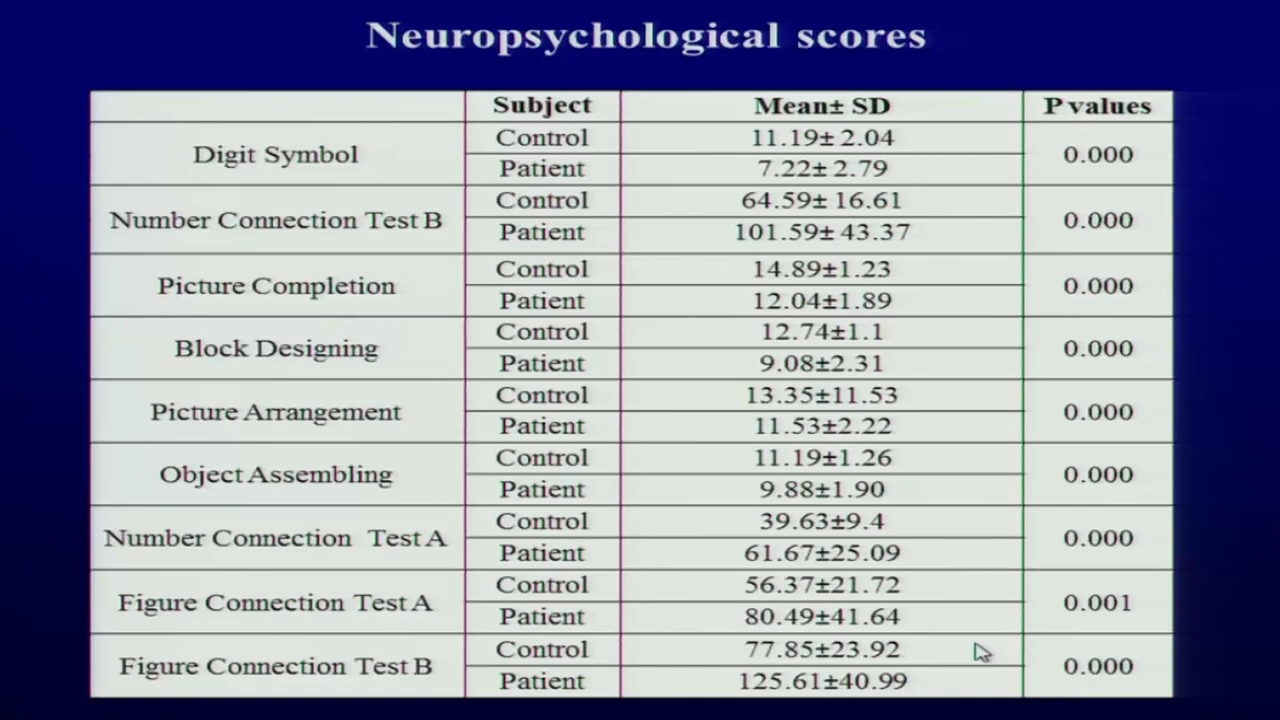 Neuropsychological scores
Subject Mean± SD P values
Digit Symbol Control 11.19± 2.04 0.000
Patient 7.22± 2.79
Number Connection Test B Control 64.59± 16.61 0.000
Patient 101.59± 43.37
Picture Completion Control 14.89±1.23 0.000
Patient 12.04±1.89
Block Designing Control 12.74±1.1 0.000
Patient 9.08±2.31
Picture Arrangement Control 13.35±11.53 0.000
Patient 11.53±2.22
Object Assembling Control 11.19±1.26 0.000
Patient 9.88±1.90
Number Connection Test A Control 39.63±9.4 0.000
Patient 61.67±25.09
Figure Connection Test A Control 56.37±21.72 0.001
Patient 80.49±41.64
Figure Connection Test B Control 77.85±23.92 0.000
Patient 125.61±40.99